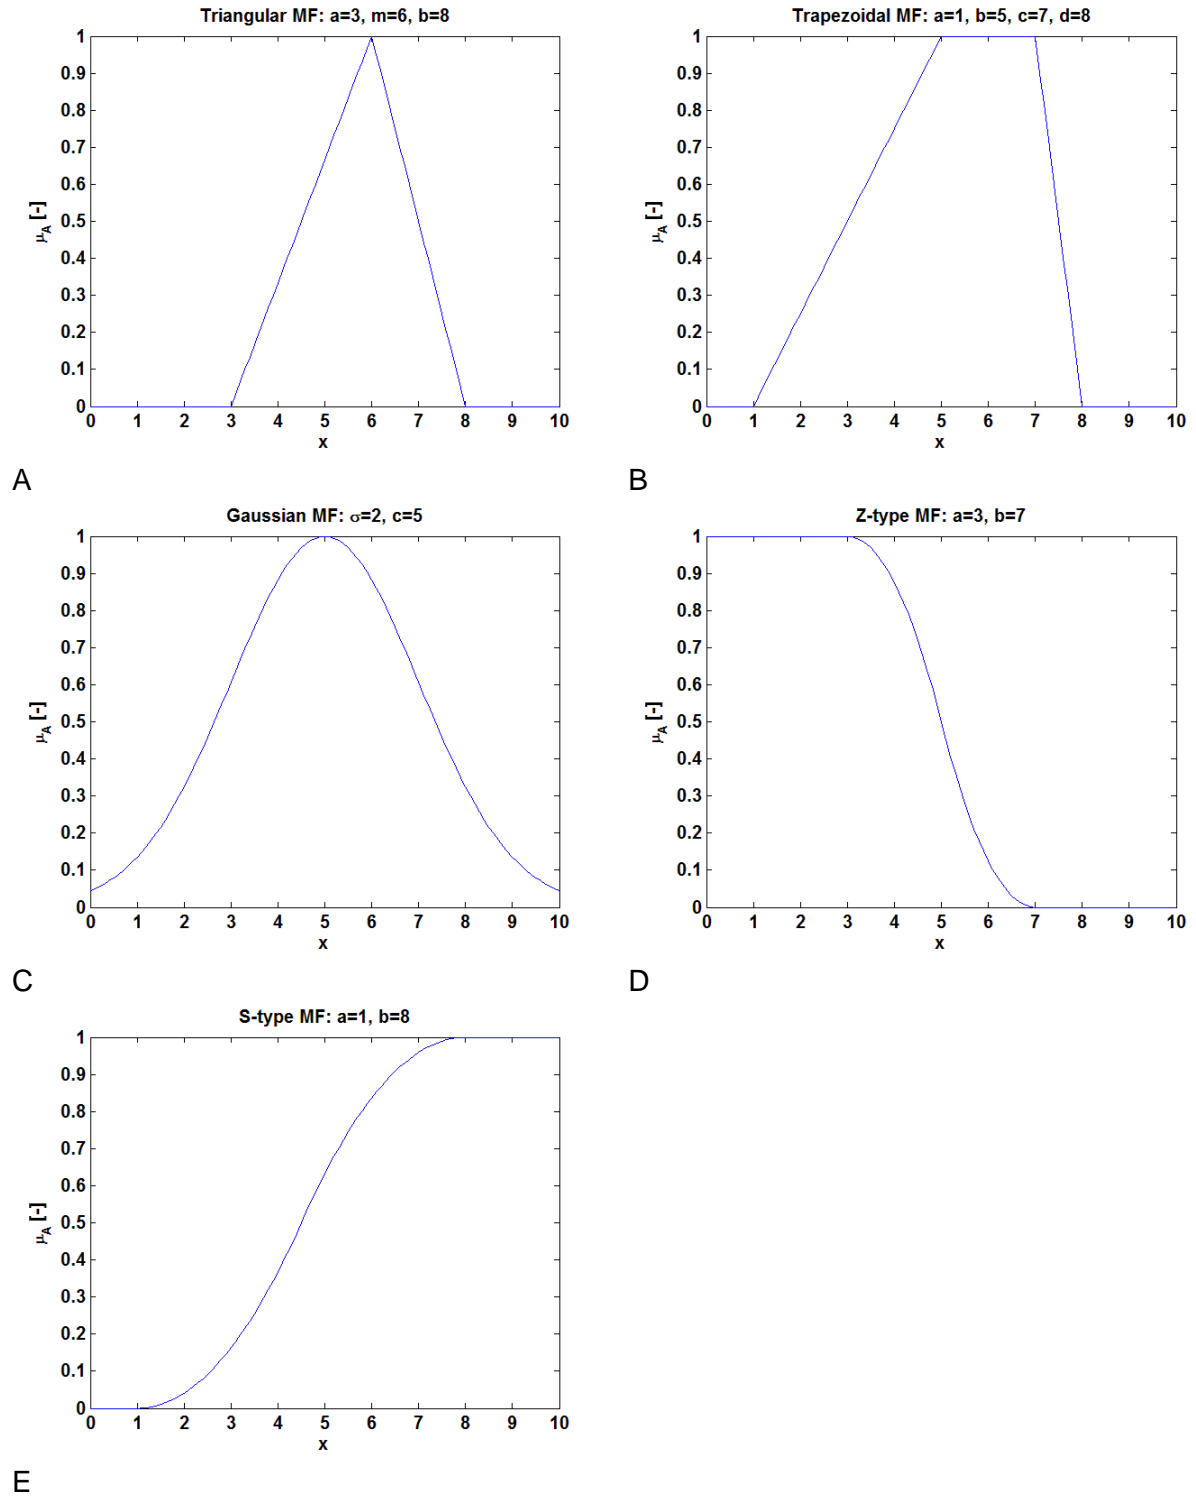 Triangular MF: a=3, m=6, b=8
1
0.9
0.8
0.7
0.6
0.5
0.4
0.3
0.2
0.1
0
μA [-]
0 1 2 3 4 5 6 7 8 9 10
x
A
Trapezoidal MF: a=1, b=5, c=7, d=8
1
0.9
0.8
0.7
0.6
0.5
0.4
0.3
0.2
0.1
0
μA [-]
0 1 2 3 4 5 6 7 8 9 10
x
B
Gaussian MF: σ=2, c=5
1
0.9
0.8
0.7
0.6
0.5
0.4
0.3
0.2
0.1
0
μA [-]
0 1 2 3 4 5 6 7 8 9 10
x
C
Z-type MF: a=3, b=7
1
0.9
0.8
0.7
0.6
0.5
0.4
0.3
0.2
0.1
0
μA [-]
0 1 2 3 4 5 6 7 8 9 10
x
D
S-type MF: a=1, b=8
1
0.9
0.8
0.7
0.6
0.5
0.4
0.3
0.2
0.1
0
μA [-]
0 1 2 3 4 5 6 7 8 9 10
x
E